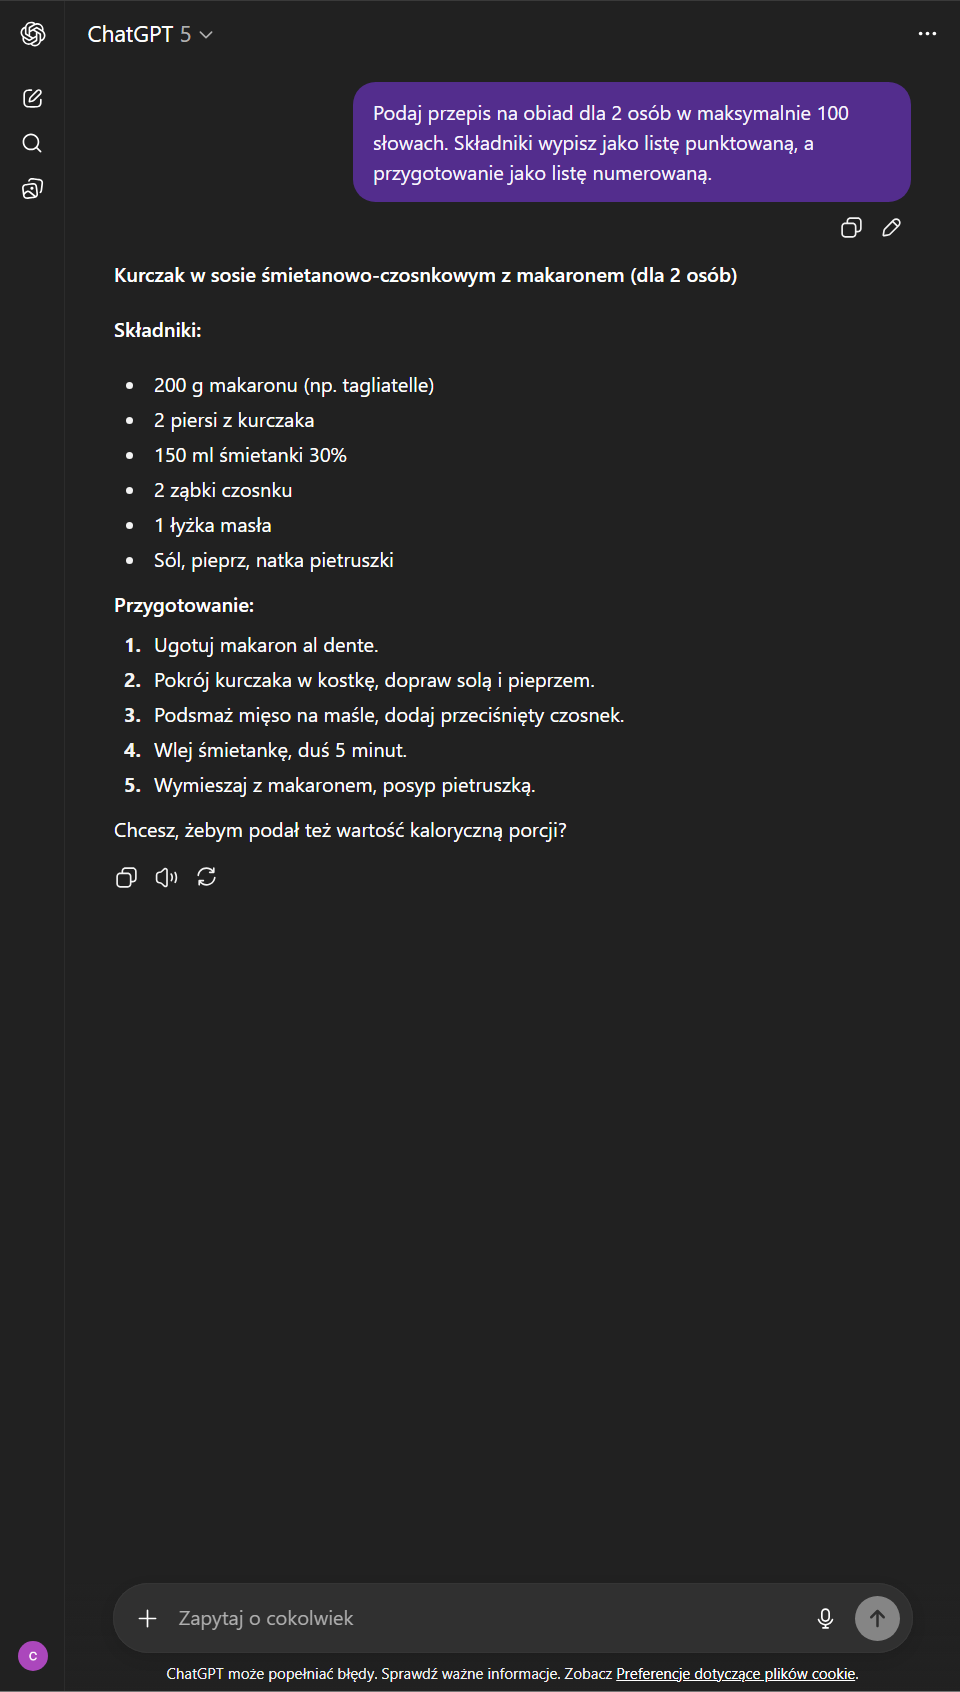 ChatGPT 5
Podaj przepis na obiad dla 2 osób w maksymalnie 100
słowach. Składniki wypisz jako listę punktowaną, a
przygotowanie jako listę numerowaną.
Kurczak w sosie śmietanowo-czosnkowym z makaronem (dla 2 osób)
Składniki:
• 200 g makaronu (np. tagliatelle)
• 2 piersi z kurczaka
• 150 ml śmietanki 30%
• 2 ząbki czosnku
• 1 łyżka masła
• Sól, pieprz, natka pietruszki
Przygotowanie:
1. Ugotuj makaron al dente.
2. Pokrój kurczaka w kostkę, dopraw solą i pieprzem.
3. Podsmaż mięso na maśle, dodaj przeciśnięty czosnek.
4. Wlej śmietankę, duś 5 minut.
5. Wymieszaj z makaronem, posyp pietruszką.
Chcesz, żebym podał też wartość kaloryczną porcji?
Zapytaj o cokolwiek
C
ChatGPT może popełniać błędy. Sprawdź ważne informacje. Zobacz Preferencje dotyczące plików cookie.